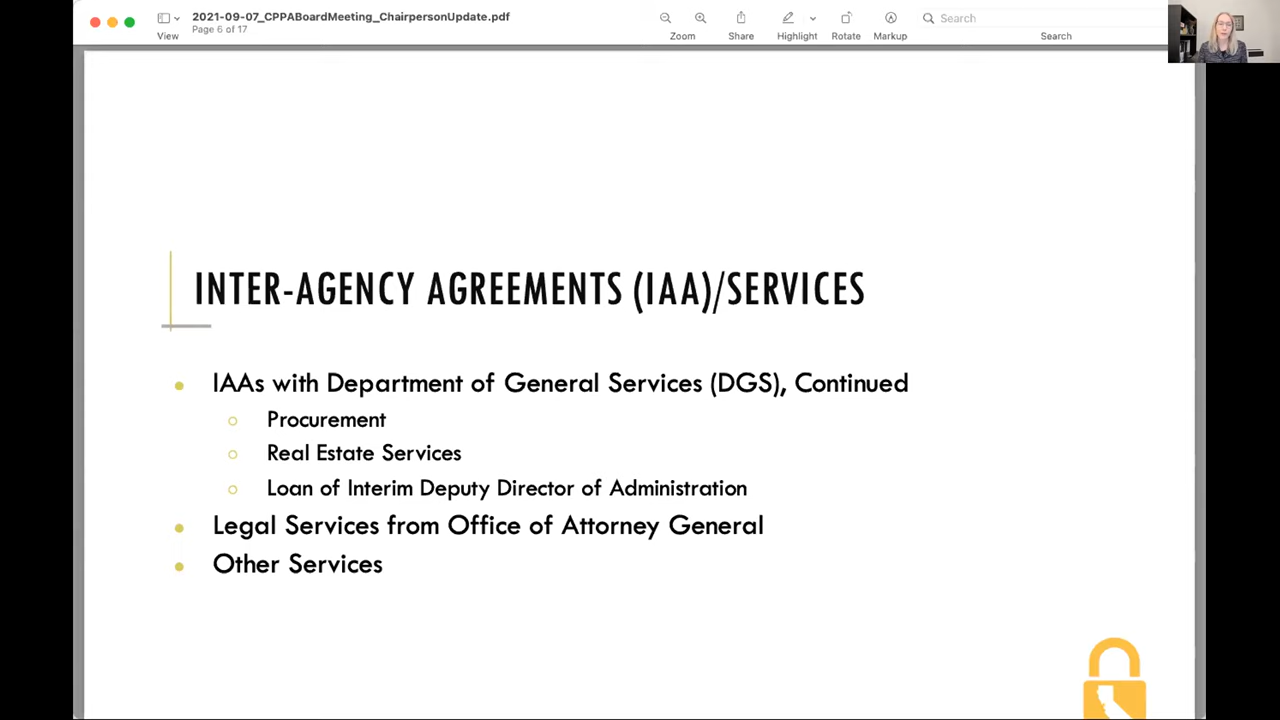 2021-09-07_CPPABoardMeeting_ChairpersonUpdate.pdf
Page 6 of 17
View
Zoom
Share
Highlight
Rotate
Markup
Search
Search
INTER-AGENCY AGREEMENTS (IAA)/SERVICES
IAAs with Department of General Services (DGS), Continued
Procurement
Real Estate Services
Loan of Interim Deputy Director of Administration
Legal Services from Office of Attorney General
Other Services